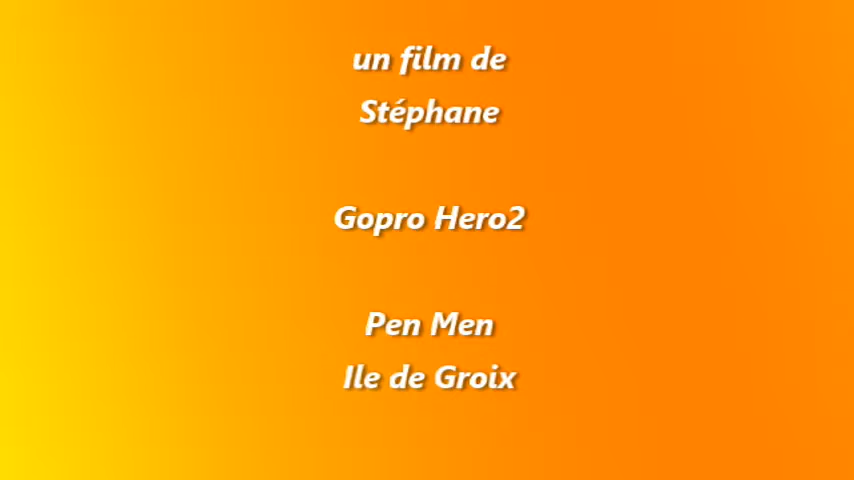 un film de
Stéphane
Gopro Hero2
Pen Men
Ile de Groix